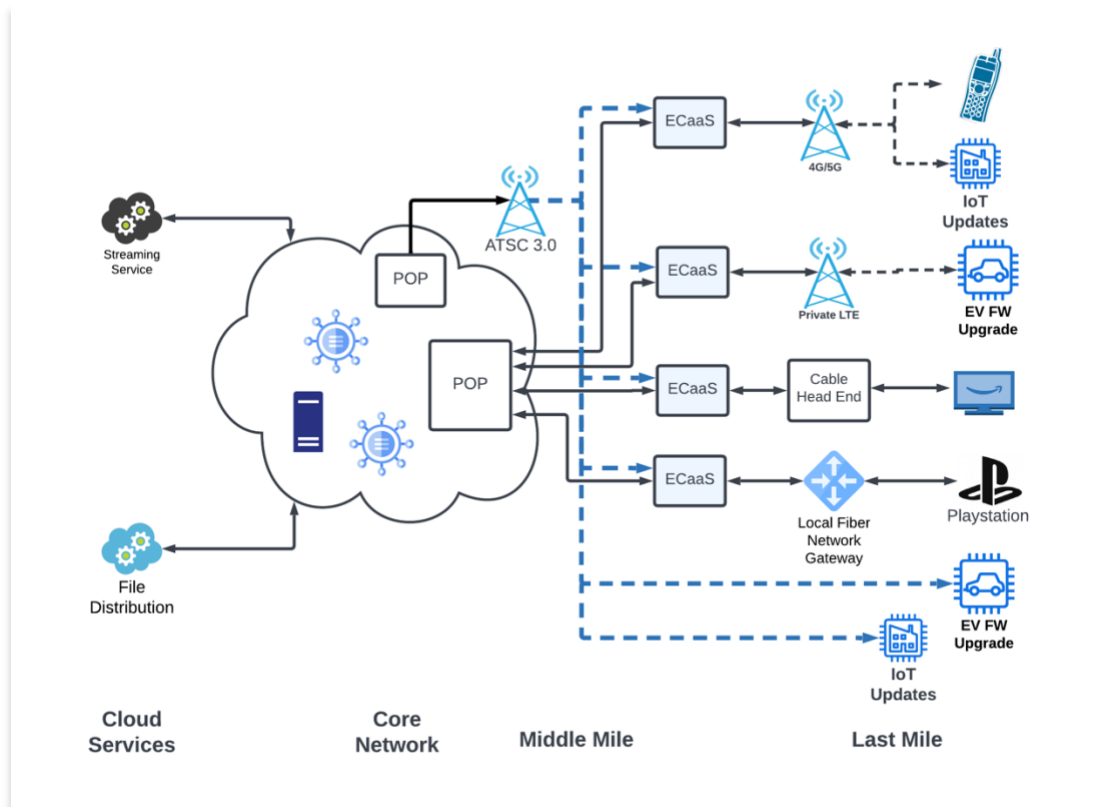 ECaaS
4G/5G
IoT
Updates
Streaming
Service
ATSC 3.0
POP
ECaaS
Private LTE
EV FW
Upgrade
POP
ECaaS
Cable
Head End
ECaaS
Local Fiber
Network
Gateway
Playstation
File
Distribution
EV FW
Upgrade
IoT
Updates
Cloud
Services
Core
Network
Middle Mile
Last Mile